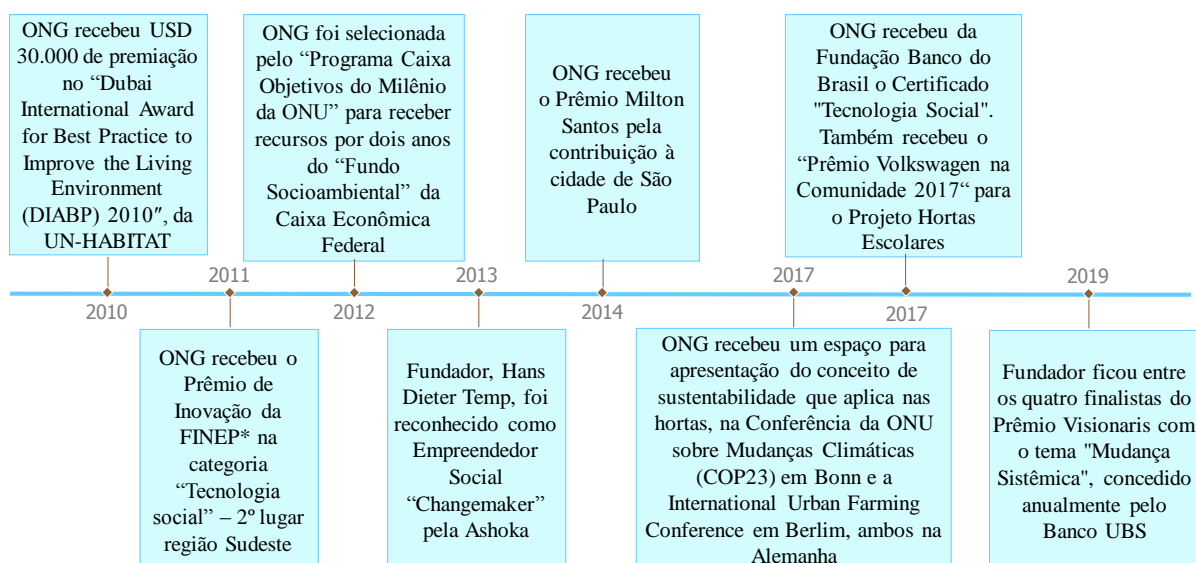 ONG recebeu USD
30.000 de premiação
no “Dubai
International Award
for Best Practice to
Improve the Living
Environment
(DIABP) 2010″, da
UN-HABITAT
ONG foi selecionada
pelo “Programa Caixa
Objetivos do Milênio
da ONU” para receber
recursos por dois anos
do “Fundo
Socioambiental” da
Caixa Econômica
Federal
ONG recebeu
o Prêmio Milton
Santos pela
contribuição à
cidade de São
Paulo
ONG recebeu da
Fundação Banco do
Brasil o Certificado
"Tecnologia Social".
Também recebeu o
“Prêmio Volkswagen na
Comunidade 2017“ para
o Projeto Hortas
Escolares
2011
2013
2017
2019
2010
2012
2014
2017
ONG recebeu o
Prêmio de
Inovação da
FINEP* na
categoria
“Tecnologia
social” – 2º lugar
região Sudeste
Fundador, Hans
Dieter Temp, foi
reconhecido como
Empreendedor
Social
“Changemaker”
pela Ashoka
ONG recebeu um espaço para
apresentação do conceito de
sustentabilidade que aplica nas
hortas, na Conferência da ONU
sobre Mudanças Climáticas
(COP23) em Bonn e a
International Urban Farming
Conference em Berlim, ambos na
Alemanha
Fundador ficou entre
os quatro finalistas do
Prêmio Visionaris com
o tema "Mudança
Sistêmica", concedido
anualmente pelo
Banco UBS